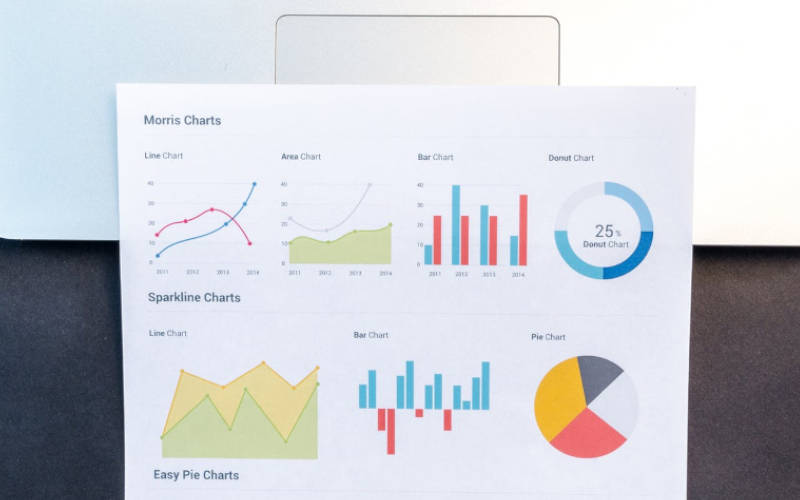 Morris Charts
Line Chart
Area Chart
Bar Chart
Donut Chart
40
30
20
10
0
2011 2012 2013 2014
40
30
20
10
0
2011 2012 2013 2014
40
30
20
10
0
2011 2012 2013 2014
25 %
Donut Chart
Sparkline Charts
Line Chart
Bar Chart
Pie Chart
Easy Pie Charts